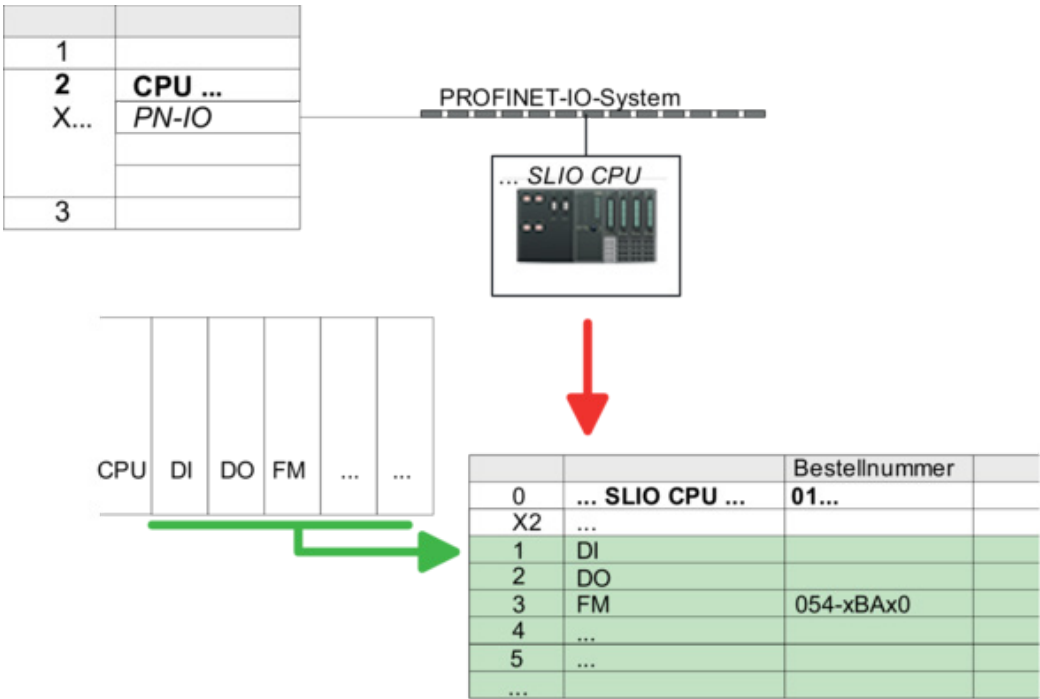 1
2 CPU ...
X... PN-IO
3
PROFINET-IO-System
... SLIO CPU
CPU DI DO FM ... ...
Bestellnummer
0 ... SLIO CPU ... 01...
X2 ...
1 DI
2 DO
3 FM 054-xBAx0
4 ...
5 ...
...